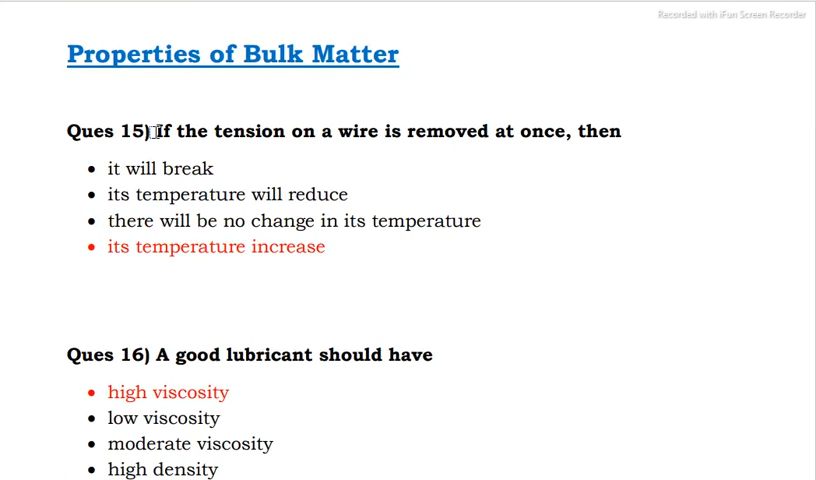 Recorded with iFun Screen Recorder
Properties of Bulk Matter
Ques 15) If the tension on a wire is removed at once, then
• it will break
• its temperature will reduce
• there will be no change in its temperature
• its temperature increase
Ques 16) A good lubricant should have
• high viscosity
• low viscosity
• moderate viscosity
• high density